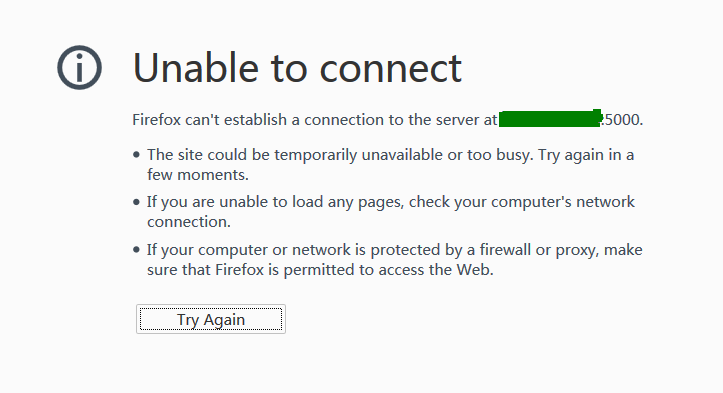 Unable to connect
Firefox can't establish a connection to the server at :5000.
The site could be temporarily unavailable or too busy. Try again in a
few moments.
If you are unable to load any pages, check your computer's network
connection.
If your computer or network is protected by a firewall or proxy, make
sure that Firefox is permitted to access the Web.
Try Again